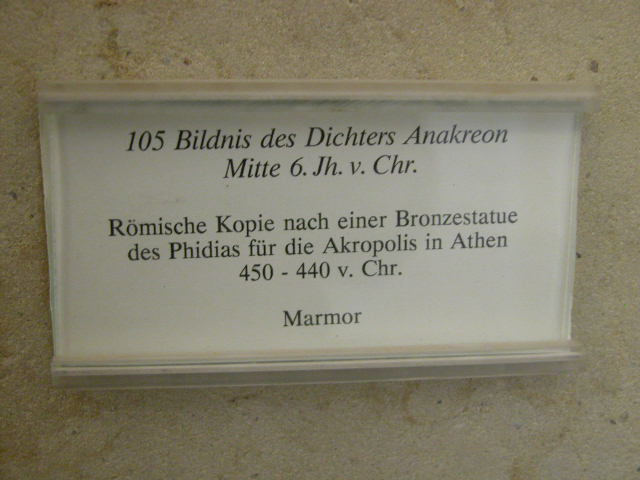 105 Bildnis des Dichters Anakreon
Mitte 6. Jh. v. Chr.
Römische Kopie nach einer Bronzestatue
des Phidias für die Akropolis in Athen
450 - 440 v. Chr.
Marmor